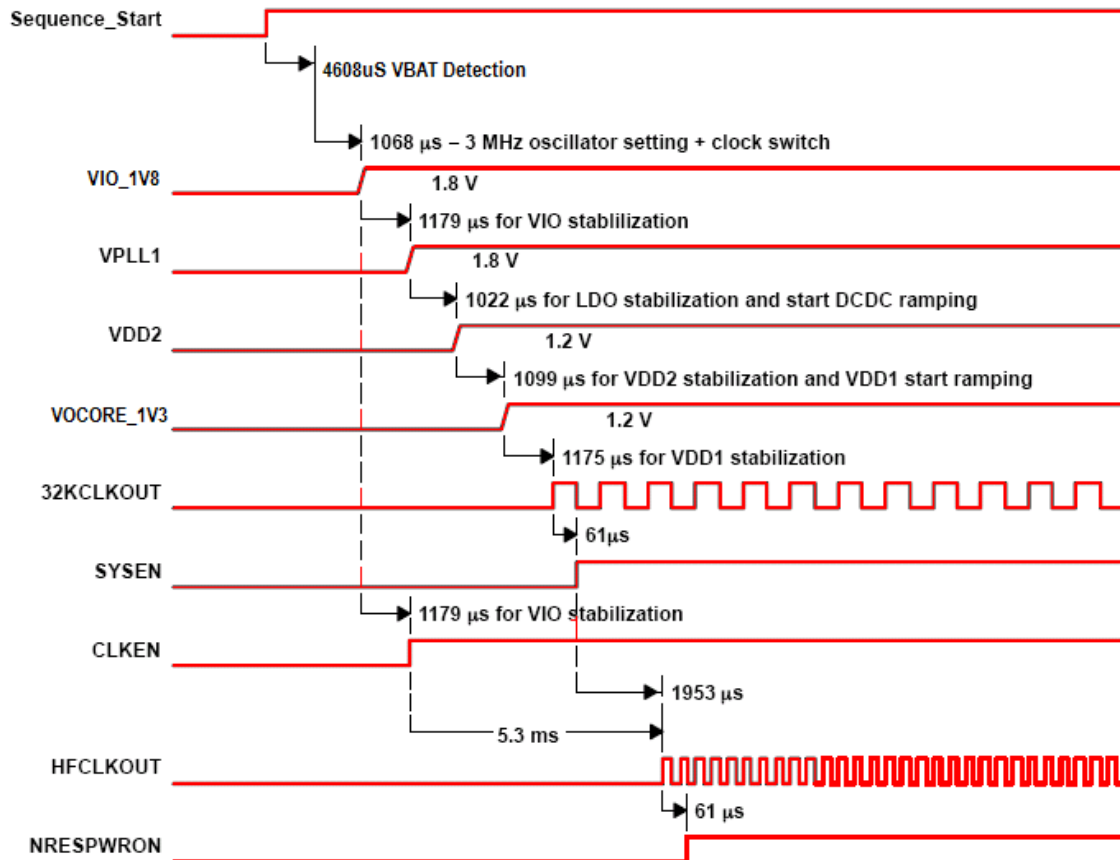 Sequence_Start
4608uS VBAT Detection
1068 μs – 3 MHz oscillator setting + clock switch
VIO_1V8
1.8 V
1179 μs for VIO stablilization
VPLL1
1.8 V
1022 μs for LDO stabilization and start DCDC ramping
VDD2
1.2 V
1099 μs for VDD2 stabilization and VDD1 start ramping
VOCORE_1V3
1.2 V
1175 μs for VDD1 stabilization
32KCLKOUT
61μs
SYSEN
1179 μs for VIO stabilization
CLKEN
1953 μs
5.3 ms
HFCLKOUT
61 μs
NRESPWRON